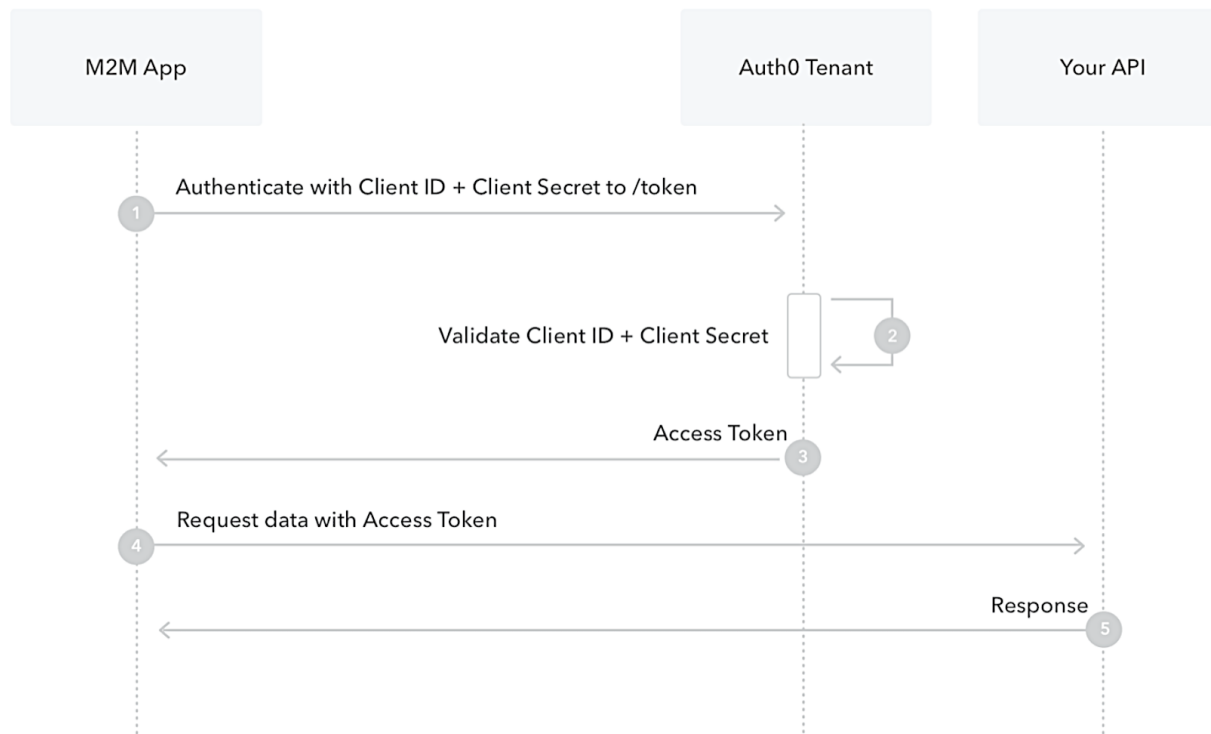 M2M App
Auth0 Tenant
Your API
Authenticate with Client ID + Client Secret to /token
1
Validate Client ID + Client Secret
2
Access Token
3
Request data with Access Token
4
Response
5